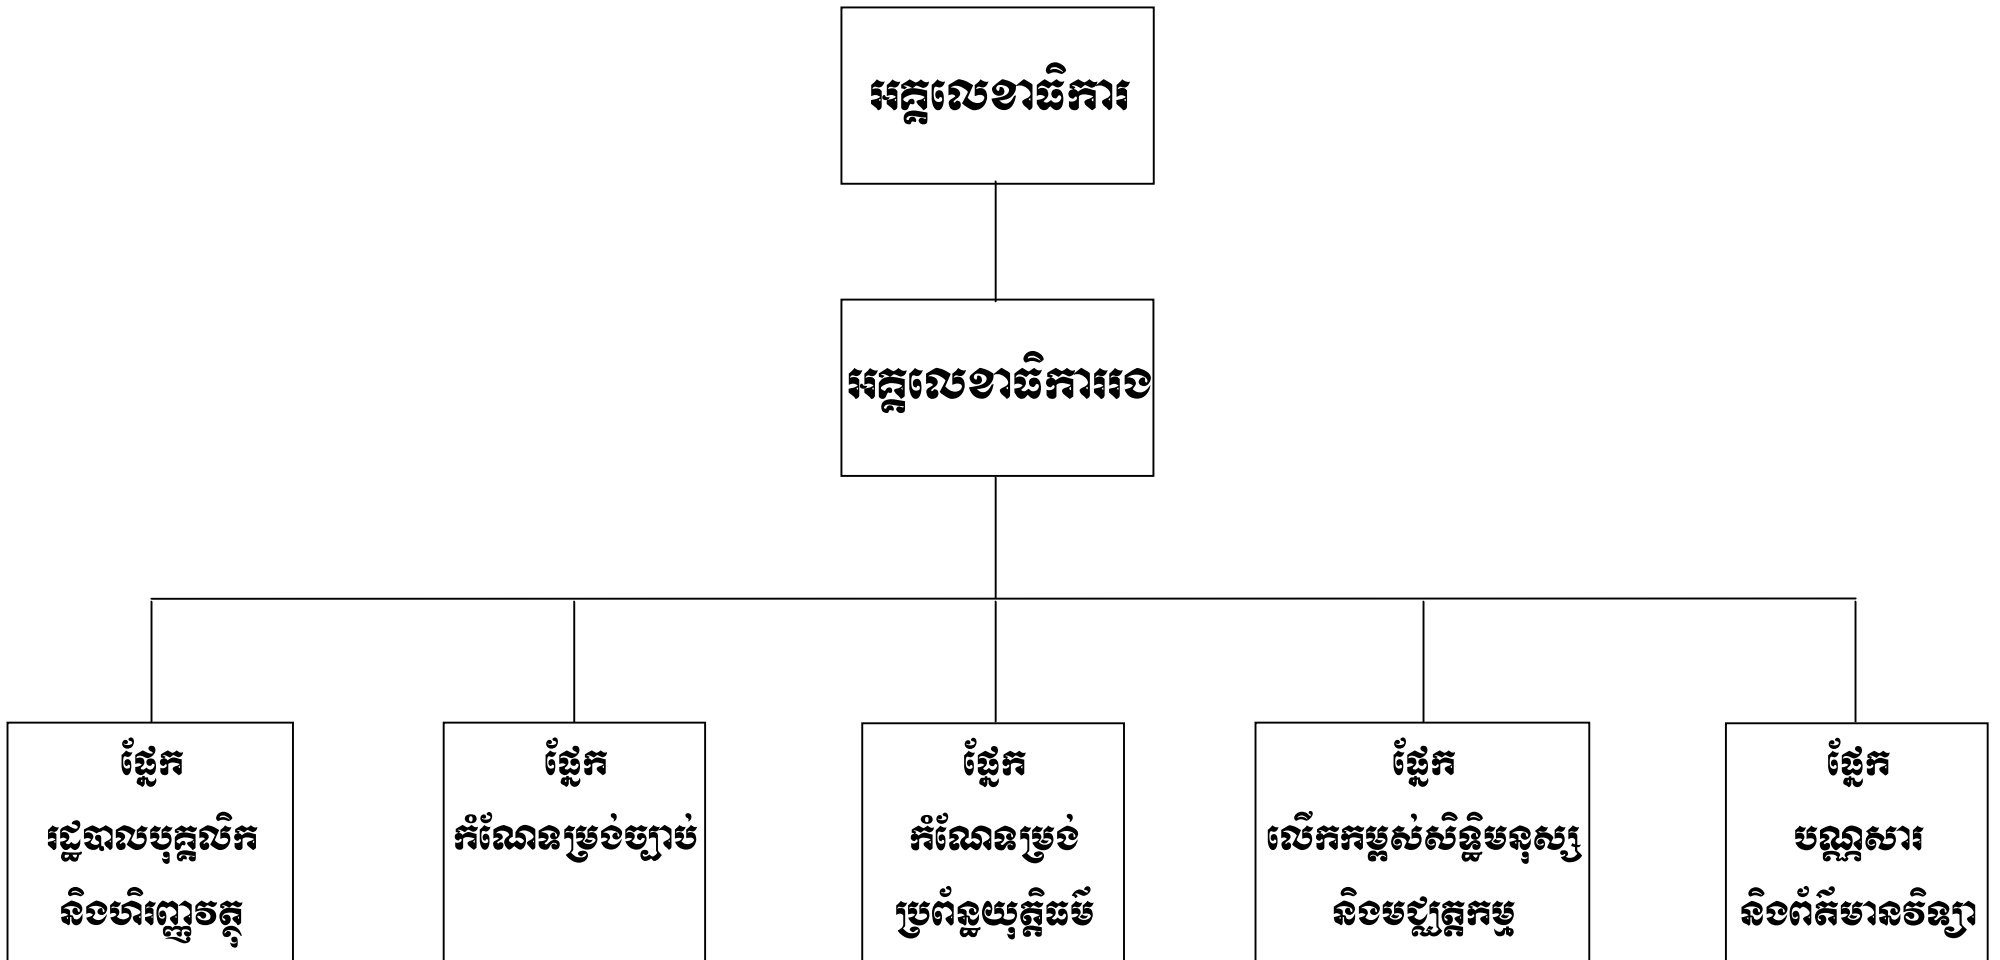 អគ្គលេខាធិការ
អគ្គលេខាធិការរង
ផ្នែក
រដ្ឋបាលបុគ្គលិក
និងហិរញ្ញវត្ថុ
ផ្នែក
កំណែទម្រង់ច្បាប់
ផ្នែក
កំណែទម្រង់
ប្រព័ន្ធយុត្តិធម៌
ផ្នែក
លើកកម្ពស់សិទ្ធិមនុស្ស
និងមជ្ឈត្តកម្ម
ផ្នែក
បណ្ណសារ
និងព័ត៌មានវិទ្យា